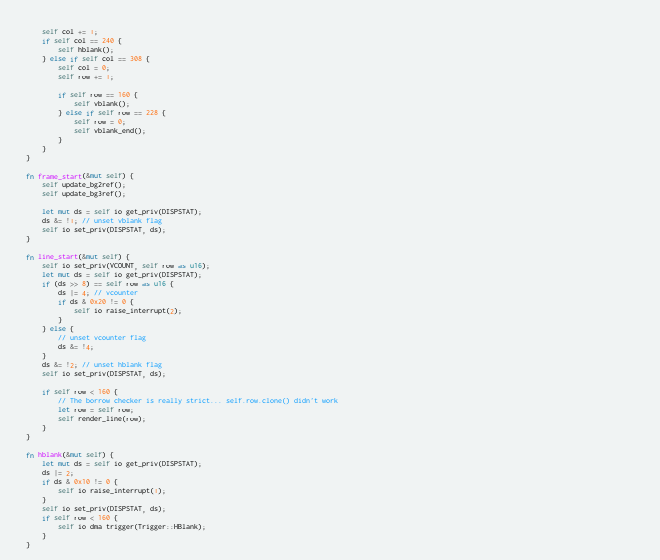 self.col += 1;
if self.col == 240 {
self.hblank();
} else if self.col == 308 {
self.col = 0;
self.row += 1;
if self.row == 160 {
self.vblank();
} else if self.row == 228 {
self.row = 0;
self.vblank_end();
}
}
}
fn frame_start(&mut self) {
self.update_bg2ref();
self.update_bg3ref();
let mut ds = self.io.get_priv(DISPSTAT);
ds &= !1; // unset vblank flag
self.io.set_priv(DISPSTAT, ds);
}
fn line_start(&mut self) {
self.io.set_priv(VCOUNT, self.row as u16);
let mut ds = self.io.get_priv(DISPSTAT);
if (ds >> 8) == self.row as u16 {
ds |= 4; // vcounter
if ds & 0x20 != 0 {
self.io.raise_interrupt(2);
}
} else {
// unset vcounter flag
ds &= !4;
}
ds &= !2; // unset hblank flag
self.io.set_priv(DISPSTAT, ds);
if self.row < 160 {
// The borrow checker is really strict... self.row.clone() didn't work
let row = self.row;
self.render_line(row);
}
}
fn hblank(&mut self) {
let mut ds = self.io.get_priv(DISPSTAT);
ds |= 2;
if ds & 0x10 != 0 {
self.io.raise_interrupt(1);
}
self.io.set_priv(DISPSTAT, ds);
if self.row < 160 {
self.io.dma.trigger(Trigger::HBlank);
}
}